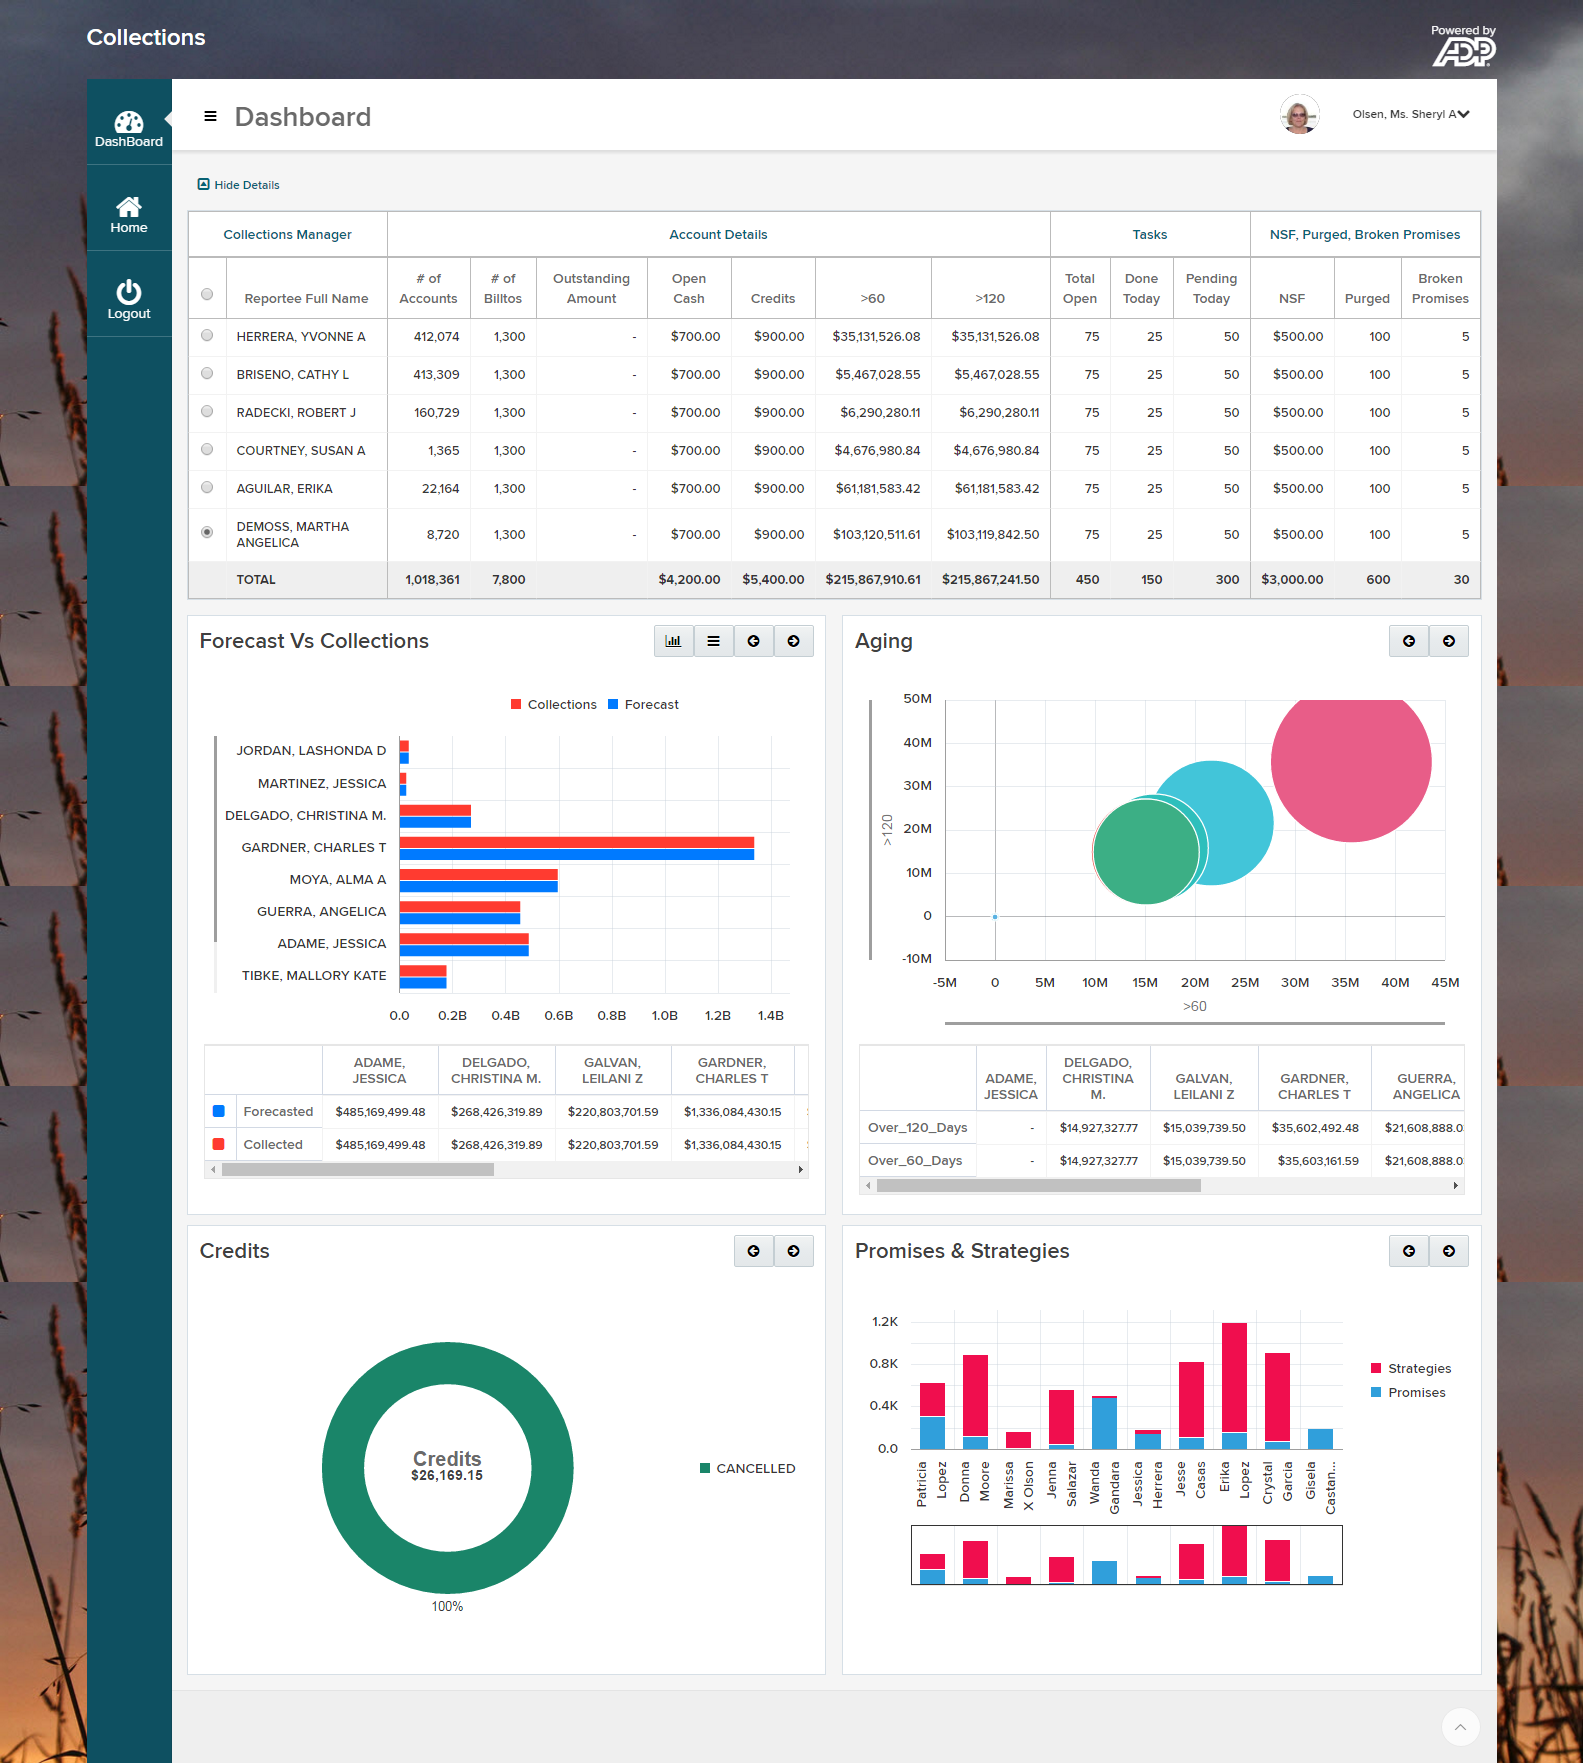 Collections
Powered by
ADP
DashBoard
Home
Logout
Dashboard
Olsen, Ms. Sheryl A
Hide Details
Collections Manager Account Details Tasks NSF, Purged, Broken Promises
Reportee Full Name # of Accounts # of Billtos Outstanding Amount Open Cash Credits >60 >120 Total Open Done Today Pending Today NSF Purged Broken Promises
HERRERA, YVONNE A 412,074 1,300 - $700.00 $900.00 $35,131,526.08 $35,131,526.08 75 25 50 $500.00 100 5
BRISENO, CATHY L 413,309 1,300 - $700.00 $900.00 $5,467,028.55 $5,467,028.55 75 25 50 $500.00 100 5
RADECKI, ROBERT J 160,729 1,300 - $700.00 $900.00 $6,290,280.11 $6,290,280.11 75 25 50 $500.00 100 5
COURTNEY, SUSAN A 1,365 1,300 - $700.00 $900.00 $4,676,980.84 $4,676,980.84 75 25 50 $500.00 100 5
AGUILAR, ERIKA 22,164 1,300 - $700.00 $900.00 $61,181,583.42 $61,181,583.42 75 25 50 $500.00 100 5
DEMOSS, MARTHA ANGELICA 8,720 1,300 - $700.00 $900.00 $103,120,511.61 $103,119,842.50 75 25 50 $500.00 100 5
TOTAL 1,018,361 7,800 $4,200.00 $5,400.00 $215,867,910.61 $215,867,241.50 450 150 300 $3,000.00 600 30
Forecast Vs Collections
Collections Forecast
JORDAN, LASHONDA D
MARTINEZ, JESSICA
DELGADO, CHRISTINA M.
GARDNER, CHARLES T
MOYA, ALMA A
GUERRA, ANGELICA
ADAME, JESSICA
TIBKE, MALLORY KATE
0.0 0.2B 0.4B 0.6B 0.8B 1.0B 1.2B 1.4B
ADAME, JESSICA DELGADO, CHRISTINA M. GALVAN, LEILANI Z GARDNER, CHARLES T
Forecasted $485,169,499.48 $268,426,319.89 $220,803,701.59 $1,336,084,430.15
Collected $485,169,499.48 $268,426,319.89 $220,803,701.59 $1,336,084,430.15
Aging
50M
40M
30M
20M
10M
0
-10M
>120
-5M 0 5M 10M 15M 20M 25M 30M 35M 40M 45M
>60
ADAME, JESSICA DELGADO, CHRISTINA M. GALVAN, LEILANI Z GARDNER, CHARLES T GUERRA, ANGELICA
Over_120_Days - $14,927,327.77 $15,039,739.50 $35,602,492.48 $21,608,888.0
Over_60_Days - $14,927,327.77 $15,039,739.50 $35,603,161.59 $21,608,888.0
Credits
Credits
$26,169.15
100%
CANCELLED
Promises & Strategies
1.2K
0.8K
0.4K
0.0
Strategies
Promises
Patricia Lopez
Donna Moore
Marissa X Olson
Jenna Salazar
Wanda Gandara
Jessica Herrera
Jesse Casas
Erika Lopez
Crystal Garcia
Gisela Castan...